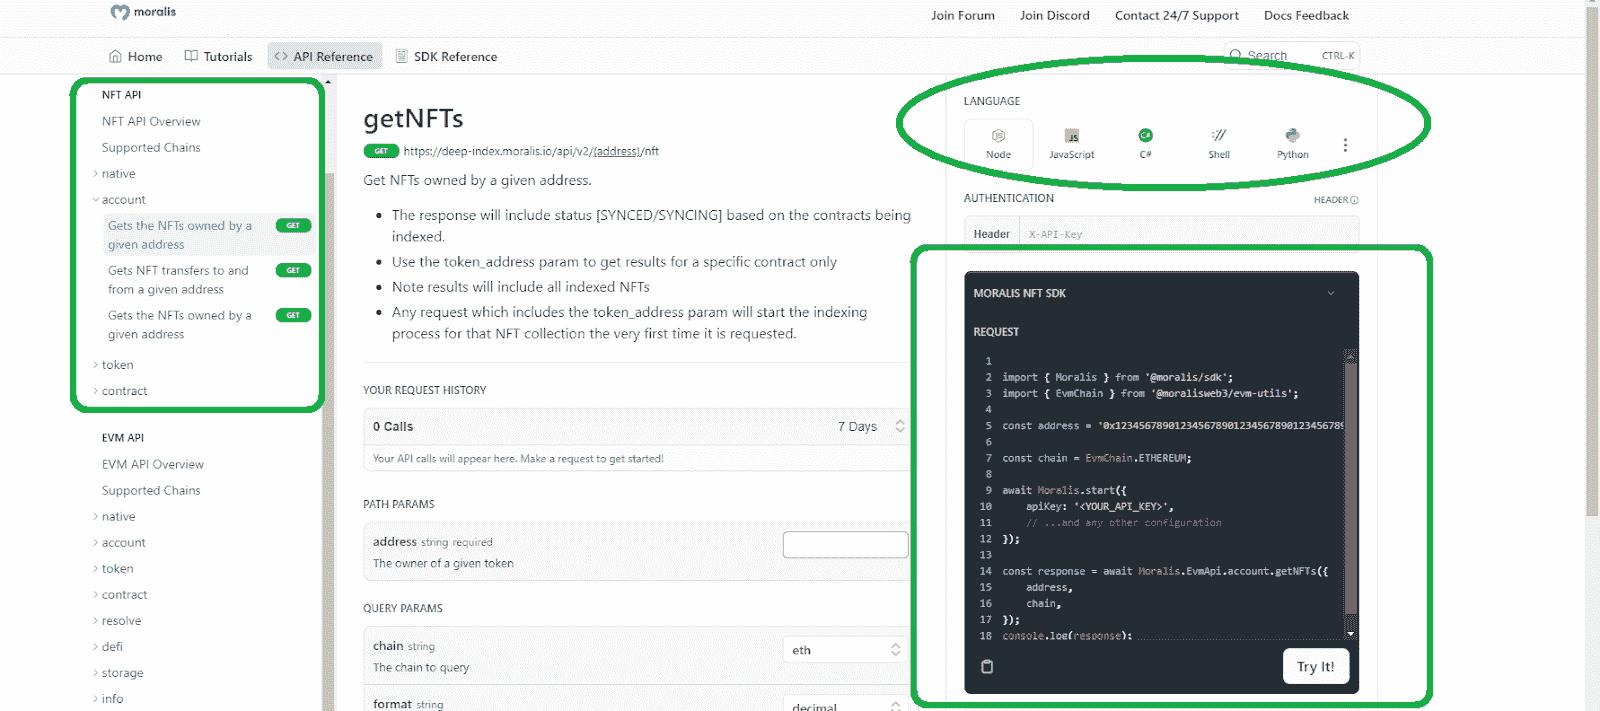 moralis
Join Forum
Join Discord
Contact 24/7 Support
Docs Feedback
Home
Tutorials
API Reference
SDK Reference
Search
CTRL-K
NFT API
NFT API Overview
Supported Chains
native
account
Gets the NFTs owned by a
given address
GET
Gets NFT transfers to and
from a given address
GET
Gets the NFTs owned by a
given address
GET
token
contract
EVM API
EVM API Overview
Supported Chains
native
account
token
contract
resolve
defi
storage
info
getNFTs
GET https://deep-index.moralis.io/api/v2/{address}/nft
Get NFTs owned by a given address.
• The response will include status [SYNCED/SYNCING] based on the contracts being
indexed.
• Use the token_address param to get results for a specific contract only
• Note results will include all indexed NFTs
• Any request which includes the token_address param will start the indexing
process for that NFT collection the very first time it is requested.
YOUR REQUEST HISTORY
0 Calls
7 Days
Your API calls will appear here. Make a request to get started!
PATH PARAMS
address string required
The owner of a given token
QUERY PARAMS
chain string
The chain to query
eth
format string
decimal
LANGUAGE
Node
JS
JavaScript
C#
C#
Shell
Python
AUTHENTICATION
HEADER
Header
X-API-Key
MORALIS NFT SDK
REQUEST
1
2 import { Moralis } from '@moralis/sdk';
3 import { EvmChain } from '@moralisweb3/evm-utils';
4
5 const address = '0x12345678901234567890123456789012345678
6
7 const chain = EvmChain.ETHEREUM;
8
9 await Moralis.start({
10 apiKey: '<YOUR_API_KEY>',
11 // ...and any other configuration
12 });
13
14 const response = await Moralis.EvmApi.account.getNFTs({
15 address,
16 chain,
17 });
18 console.log(response);
Try It!